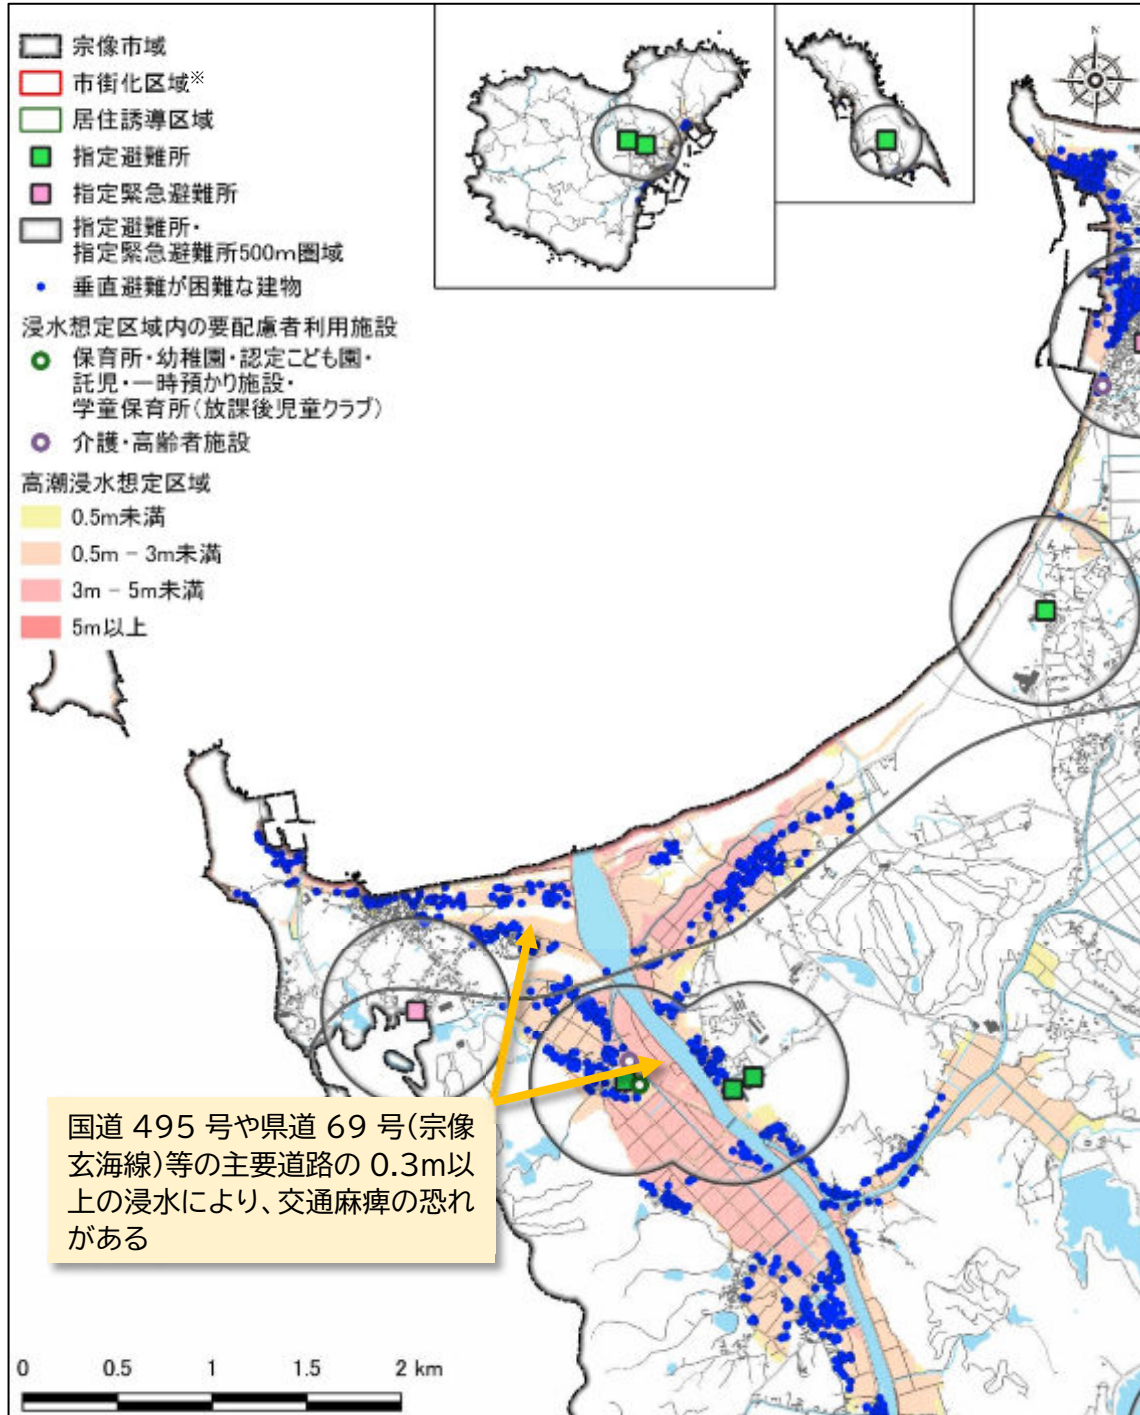 宗像市域
市街化区域※
居住誘導区域
指定避難所
指定緊急避難所
指定避難所・
指定緊急避難所500m圏域
垂直避難が困難な建物
浸水想定区域内の要配慮者利用施設
保育所・幼稚園・認定こども園・
託児・一時預かり施設・
学童保育所(放課後児童クラブ)
介護・高齢者施設
高潮浸水想定区域
0.5m未満
0.5m - 3m未満
3m - 5m未満
5m以上
N
国道 495 号や県道 69 号(宗像
玄海線)等の主要道路の 0.3m以
上の浸水により、交通麻痺の恐れ
がある
0 0.5 1 1.5 2 km